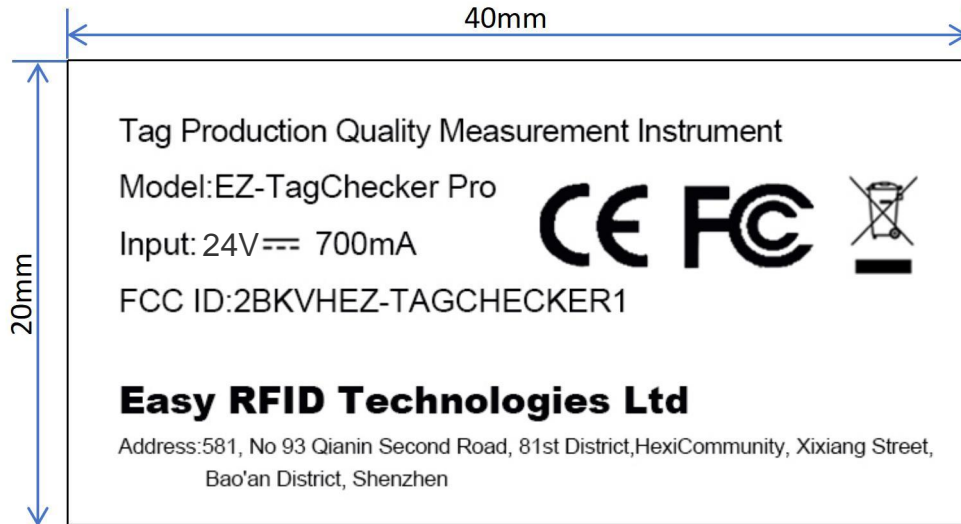 40mm
20mm
Tag Production Quality Measurement Instrument
Model:EZ-TagChecker Pro
Input: 24V⎓ 700mA
CE FC
FCC ID:2BKVHEZ-TAGCHECKER1
Easy RFID Technologies Ltd
Address:581, No 93 Qianin Second Road, 81st District,HexiCommunity, Xixiang Street,
Bao'an District, Shenzhen